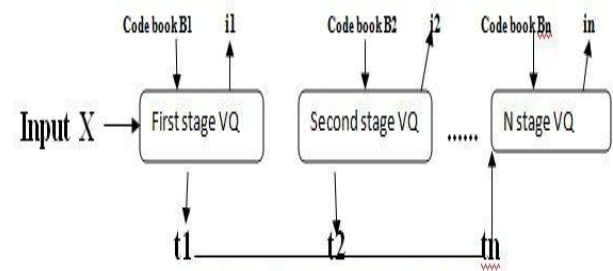 Code book B1 i1 Code book B2 i2 Code book Bn in
Input X First stage VQ Second stage VQ ...... N stage VQ
t1 t2 tn